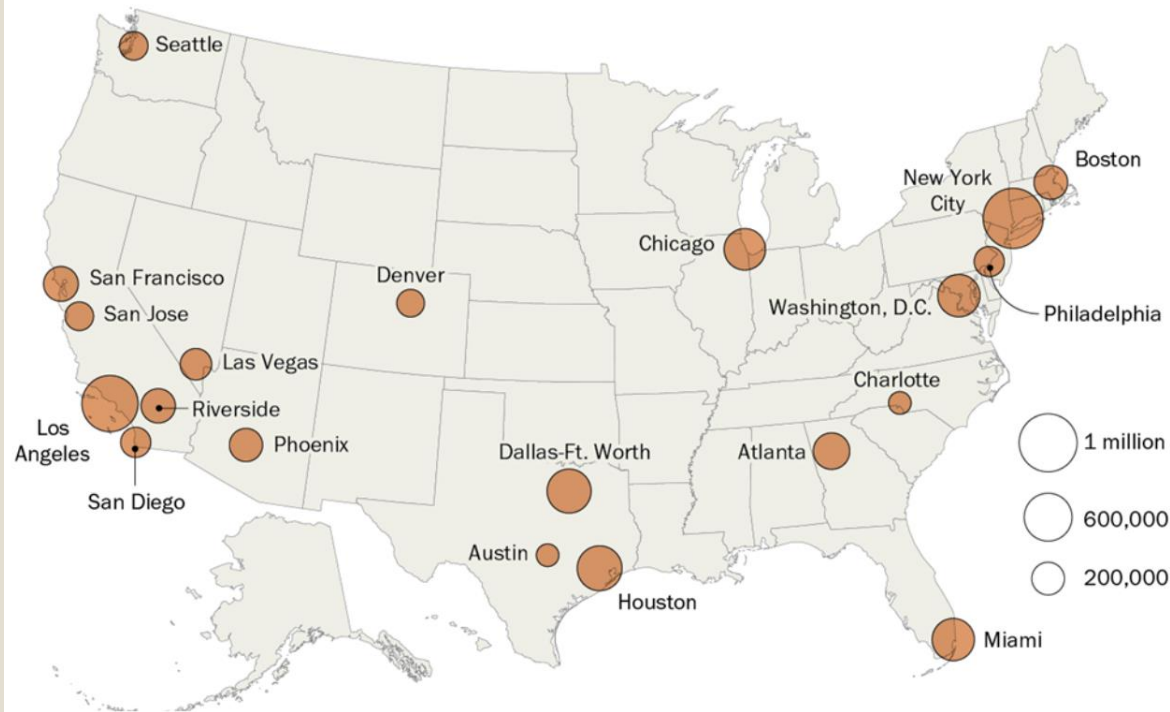 Seattle
Boston
New York
City
Chicago
San Francisco
Denver
Washington, D.C.
San Jose
Philadelphia
Las Vegas
Charlotte
Riverside
Los
Angeles
Phoenix
Dallas-Ft. Worth
Atlanta
1 million
San Diego
600,000
Austin
200,000
Houston
Miami